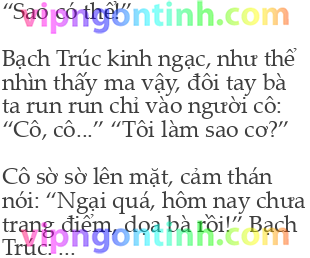 “Sao có thể!”
vipngontinh.com
Bạch Trúc kinh ngạc, như thể
nhìn thấy ma vậy, đôi tay bà
ta run run chỉ vào người cô:
“Cô, cô...” “Tôi làm sao cơ?”
Cô sờ sờ lên mặt, cảm thán
nói: “Ngại quá, hôm nay chưa
trang điểm, dọa bà rồi!” Bạch
Trúc: ...
vipngontinh.com